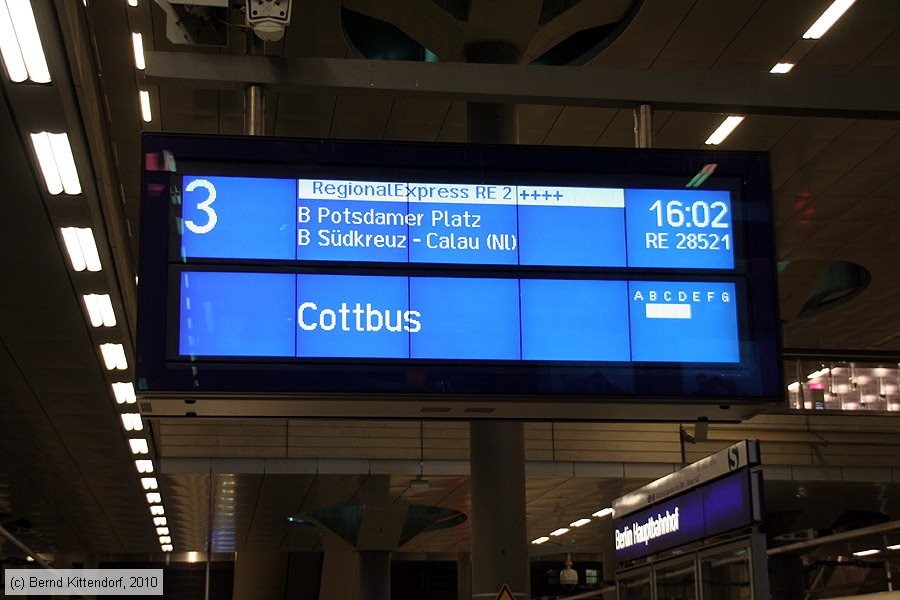 3
RegionalExpress RE 2 ++++
B Potsdamer Platz
B Südkreuz - Calau (Nl)
16:02
RE 28521
Cottbus
A B C D E F G
S
Berlin Hauptbahnhof
(c) Bernd Kittendorf, 2010